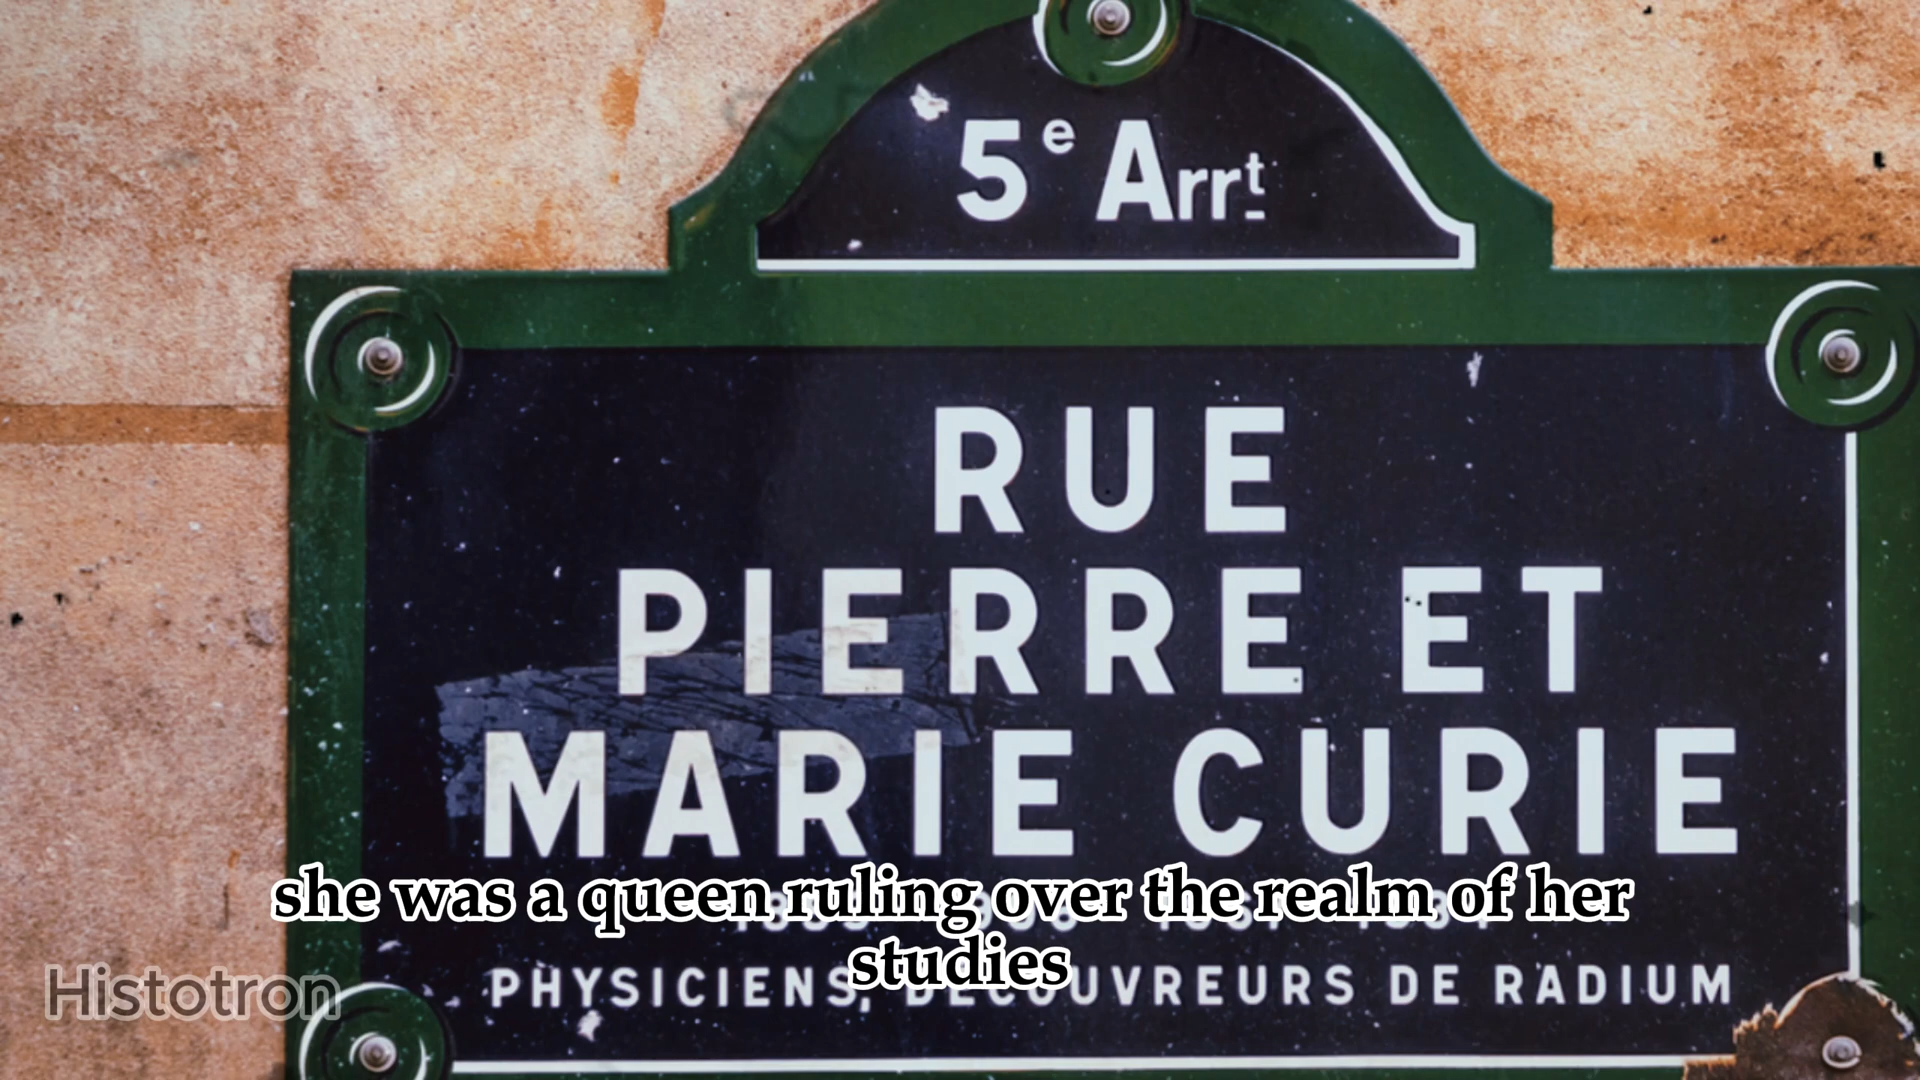 5e Arrt
RUE
PIERRE ET
MARIE CURIE
she was a queen ruling over the realm of her
studies
PHYSICIENS, DÉCOUVREURS DE RADIUM
Histotron